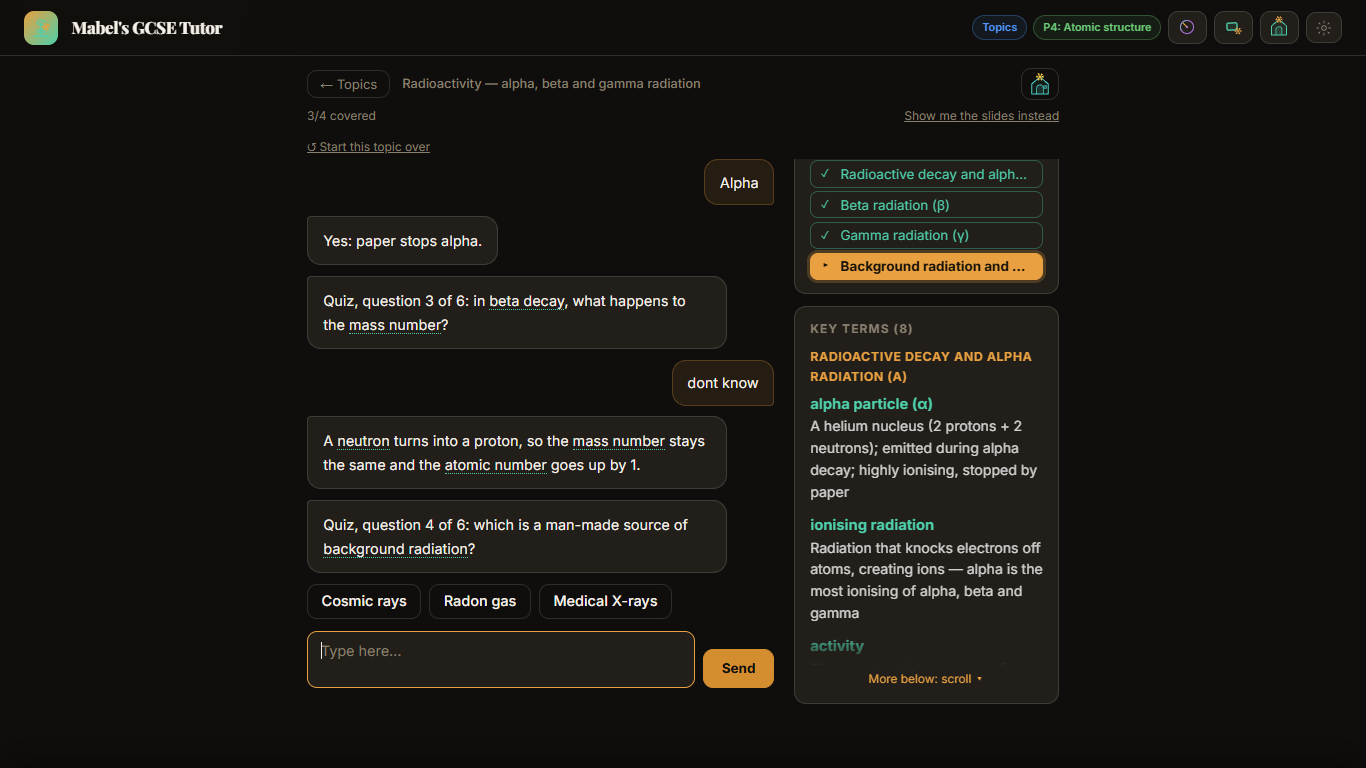 Mabel's GCSE Tutor
Topics
P4: Atomic structure
← Topics
Radioactivity — alpha, beta and gamma radiation
3/4 covered
Show me the slides instead
↺ Start this topic over
Alpha
Yes: paper stops alpha.
Quiz, question 3 of 6: in beta decay, what happens to
the mass number?
dont know
A neutron turns into a proton, so the mass number stays
the same and the atomic number goes up by 1.
Quiz, question 4 of 6: which is a man-made source of
background radiation?
Cosmic rays
Radon gas
Medical X-rays
Type here...
Send
✓ Radioactive decay and alph...
✓ Beta radiation (β)
✓ Gamma radiation (γ)
‣ Background radiation and ...
KEY TERMS (8)
RADIOACTIVE DECAY AND ALPHA
RADIATION (Α)
alpha particle (α)
A helium nucleus (2 protons + 2
neutrons); emitted during alpha
decay; highly ionising, stopped by
paper
ionising radiation
Radiation that knocks electrons off
atoms, creating ions — alpha is the
most ionising of alpha, beta and
gamma
activity
More below: scroll ▾